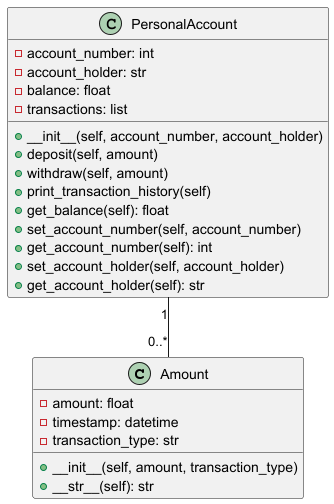 C PersonalAccount
account_number: int
account_holder: str
balance: float
transactions: list
__init__(self, account_number, account_holder)
deposit(self, amount)
withdraw(self, amount)
print_transaction_history(self)
get_balance(self): float
set_account_number(self, account_number)
get_account_number(self): int
set_account_holder(self, account_holder)
get_account_holder(self): str
1
0..*
C Amount
amount: float
timestamp: datetime
transaction_type: str
__init__(self, amount, transaction_type)
__str__(self): str